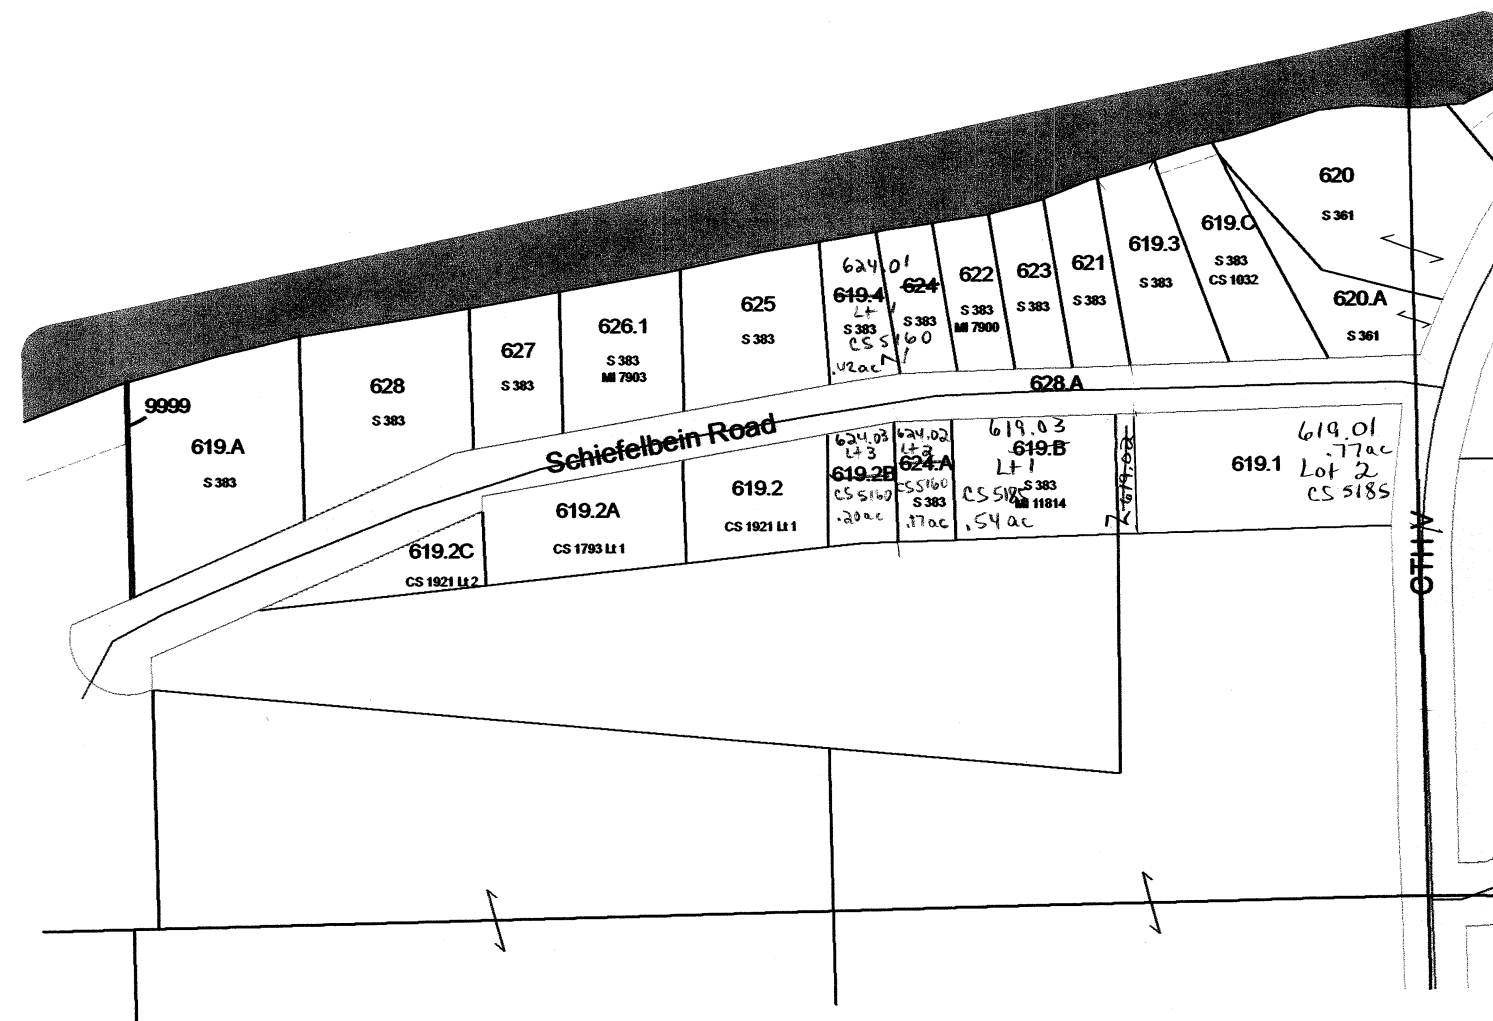 620
S 361
619.C
S 383
CS 1032
619.3
S 383
621
S 383
623
S 383
622
S 383
MI 7900
624.01
619.4
624
Lt 1
S 383
S 383
CS 5160
.42ac
620.A
S 361
625
S 383
626.1
S 383
MI 7903
627
S 383
628
S 383
9999
619.A
S 383
628.A
Schiefelbein Road
624.03
Lt 3
619.2B
CS 5160
.20ac
624.02
Lt 2
624.A
CS 5160
S 383
.17ac
619.03
619.B
Lt 1
S 383
CS 5185
MI 11814
.54 ac
619.02
619.1
619.01
.77ac
Lot 2
CS 5185
619.2
CS 1921 Lt 1
619.2A
CS 1793 Lt 1
619.2C
CS 1921 Lt 2
CTH V